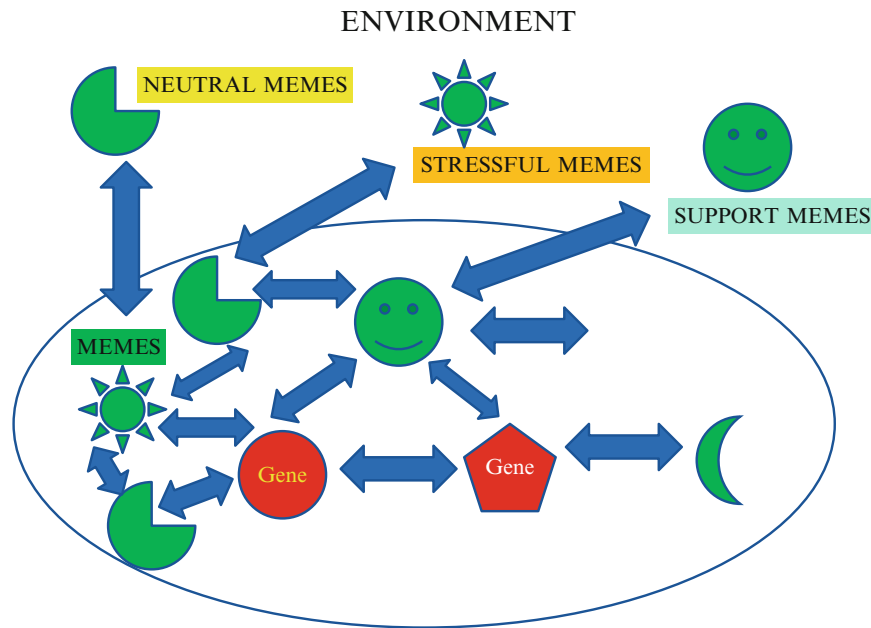 ENVIRONMENT
NEUTRAL MEMES
STRESSFUL MEMES
SUPPORT MEMES
MEMES
Gene
Gene